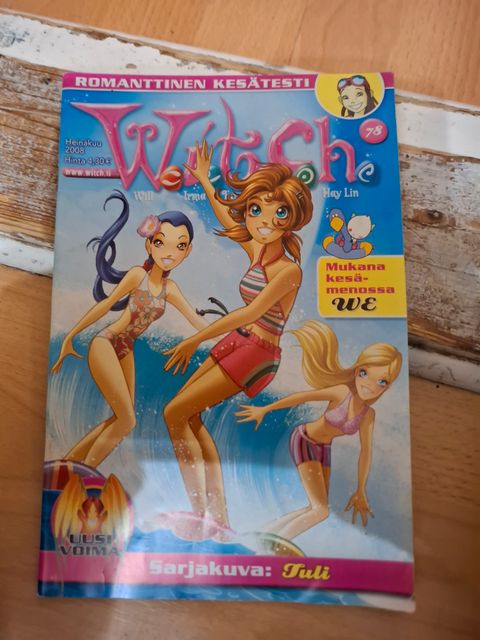 ROMANTTINEN KESÄTESTI
Heinäkuu
2008
Hinta 4,30 €
www.witch.fi
Witch
78
Will Irma Hay Lin
Mukana
kesä-
menossa
WE
UUSI
VOIMA
Sarjakuva: Tuli